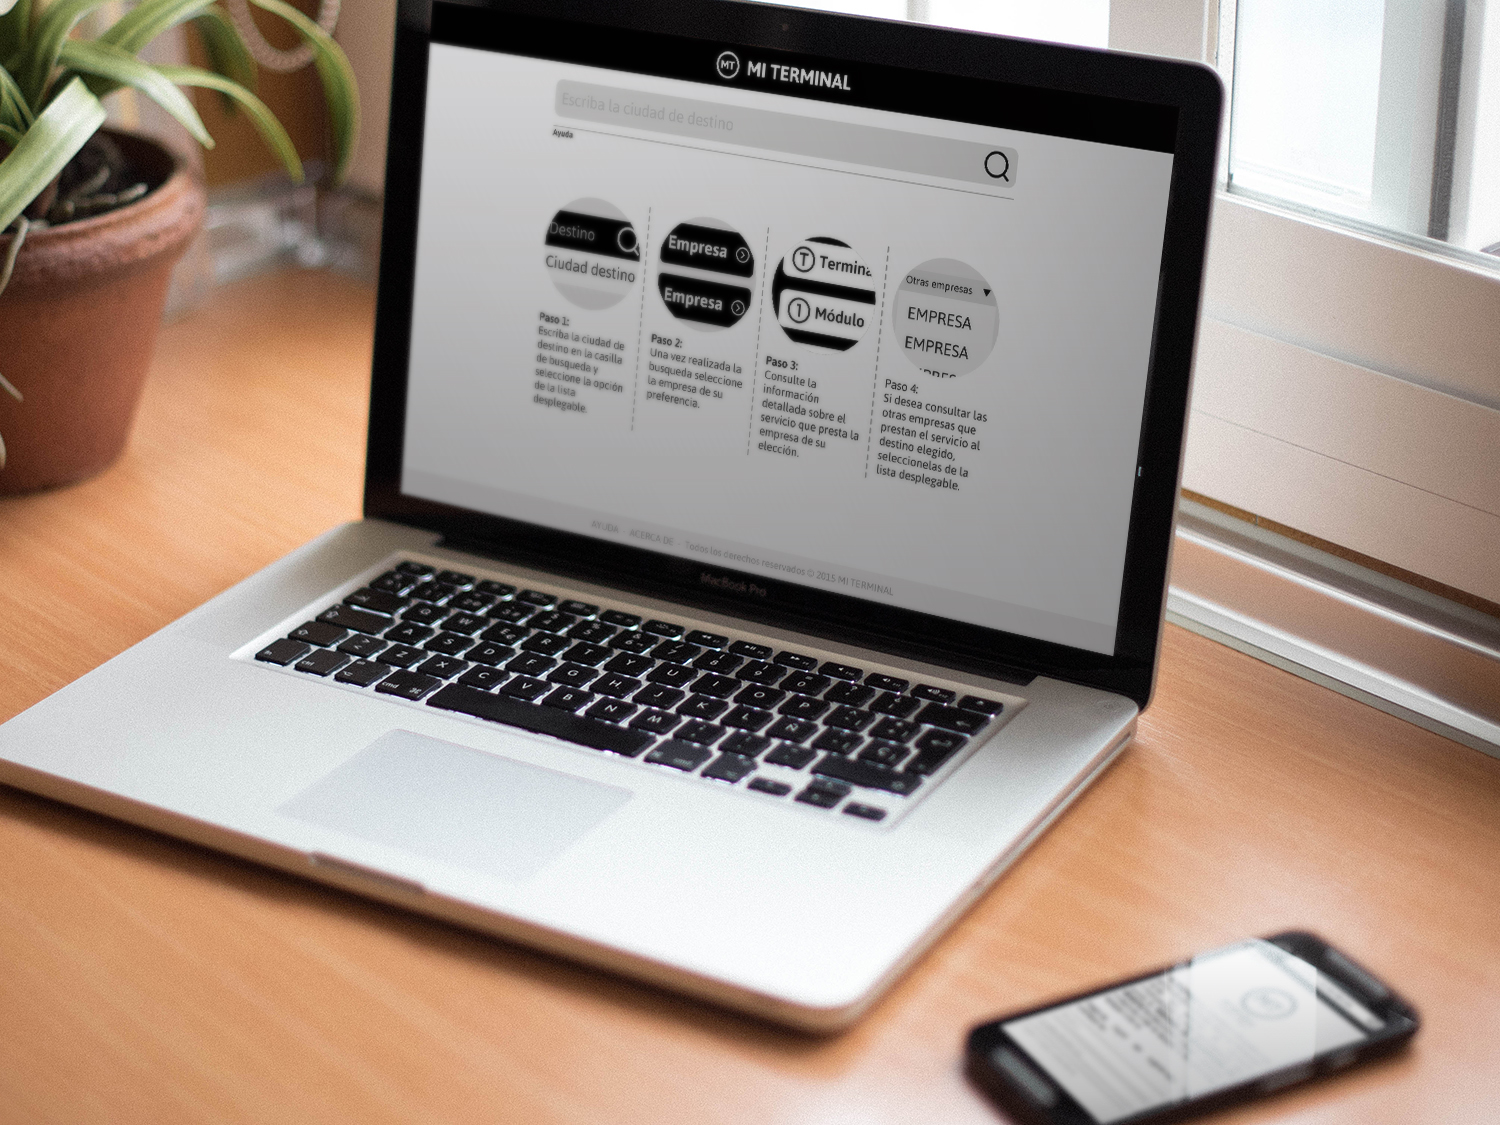 MT MI TERMINAL
Escriba la ciudad de destino
Ayuda
Destino
Ciudad destino
Paso 1:
Escriba la ciudad de
destino en la casilla
de busqueda y
seleccione la opción
de la lista
desplegable.
Empresa
Empresa
Paso 2:
Una vez realizada la
busqueda seleccione
la empresa de su
preferencia.
T Termina
1 Módulo
Paso 3:
Consulte la
información
detallada sobre el
servicio que presta la
empresa de su
elección.
Otras empresas
EMPRESA
EMPRESA
Paso 4:
Si desea consultar las
otras empresas que
prestan el servicio al
destino elegido,
seleccionelas de la
lista desplegable.
AYUDA - ACERCA DE - Todos los derechos reservados © 2015 MI TERMINAL
MacBook Pro
Q W E R T Y U I O P
A S D F G H J K L Ñ
Z X C V B N M
cmd